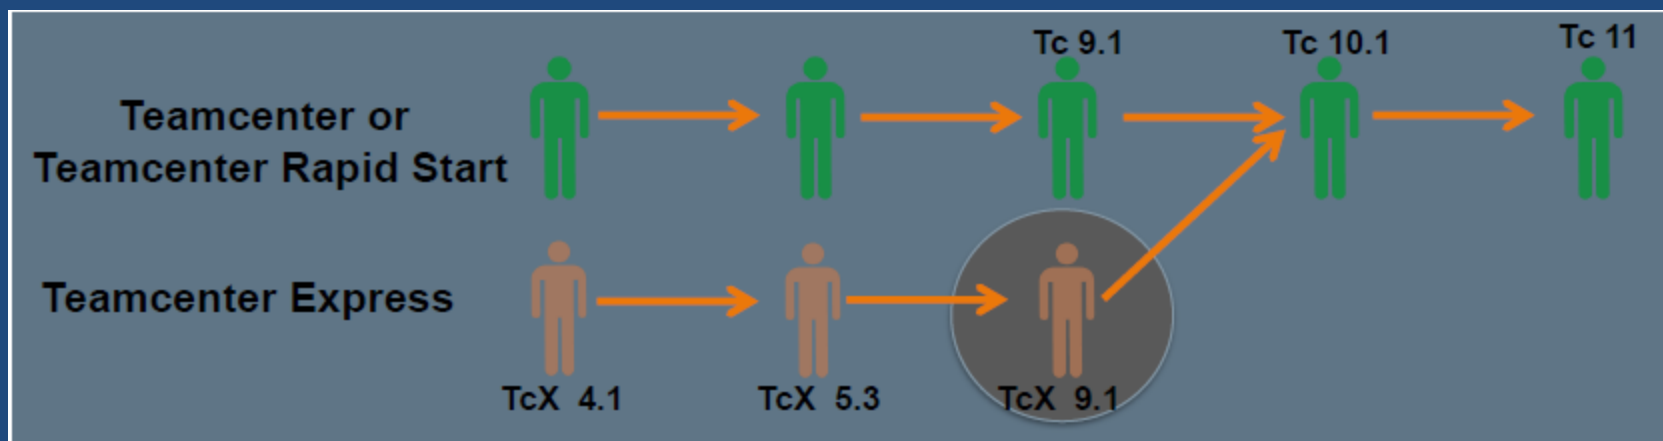 Tc 9.1
Tc 10.1
Tc 11
Teamcenter or
Teamcenter Rapid Start
Teamcenter Express
TcX 4.1
TcX 5.3
TcX 9.1